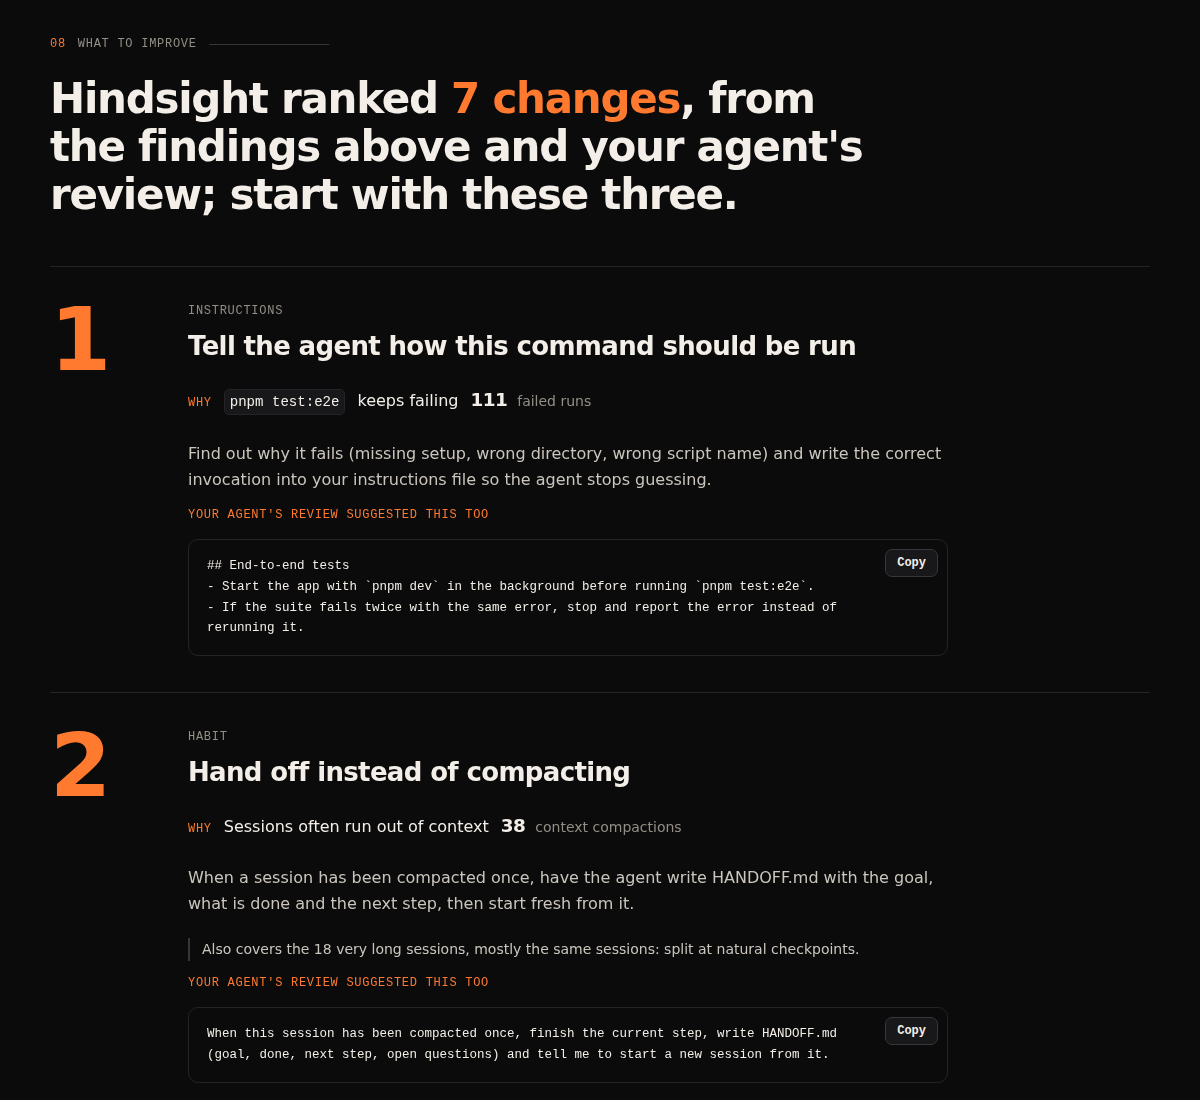 08 WHAT TO IMPROVE
Hindsight ranked 7 changes, from
the findings above and your agent's
review; start with these three.
1
INSTRUCTIONS
Tell the agent how this command should be run
WHY pnpm test:e2e keeps failing 111 failed runs
Find out why it fails (missing setup, wrong directory, wrong script name) and write the correct
invocation into your instructions file so the agent stops guessing.
YOUR AGENT'S REVIEW SUGGESTED THIS TOO
Copy
## End-to-end tests
- Start the app with `pnpm dev` in the background before running `pnpm test:e2e`.
- If the suite fails twice with the same error, stop and report the error instead of
rerunning it.
2
HABIT
Hand off instead of compacting
WHY Sessions often run out of context 38 context compactions
When a session has been compacted once, have the agent write HANDOFF.md with the goal,
what is done and the next step, then start fresh from it.
Also covers the 18 very long sessions, mostly the same sessions: split at natural checkpoints.
YOUR AGENT'S REVIEW SUGGESTED THIS TOO
Copy
When this session has been compacted once, finish the current step, write HANDOFF.md
(goal, done, next step, open questions) and tell me to start a new session from it.